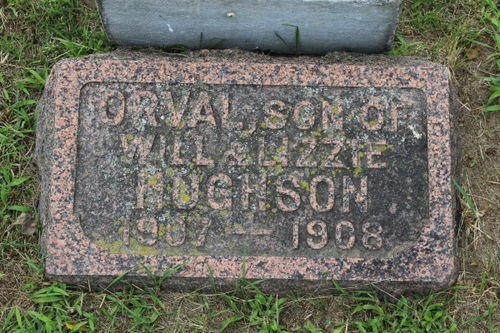 ORVAL, SON OF
WILL & LIZZIE
HUGHSON
1907 — 1908